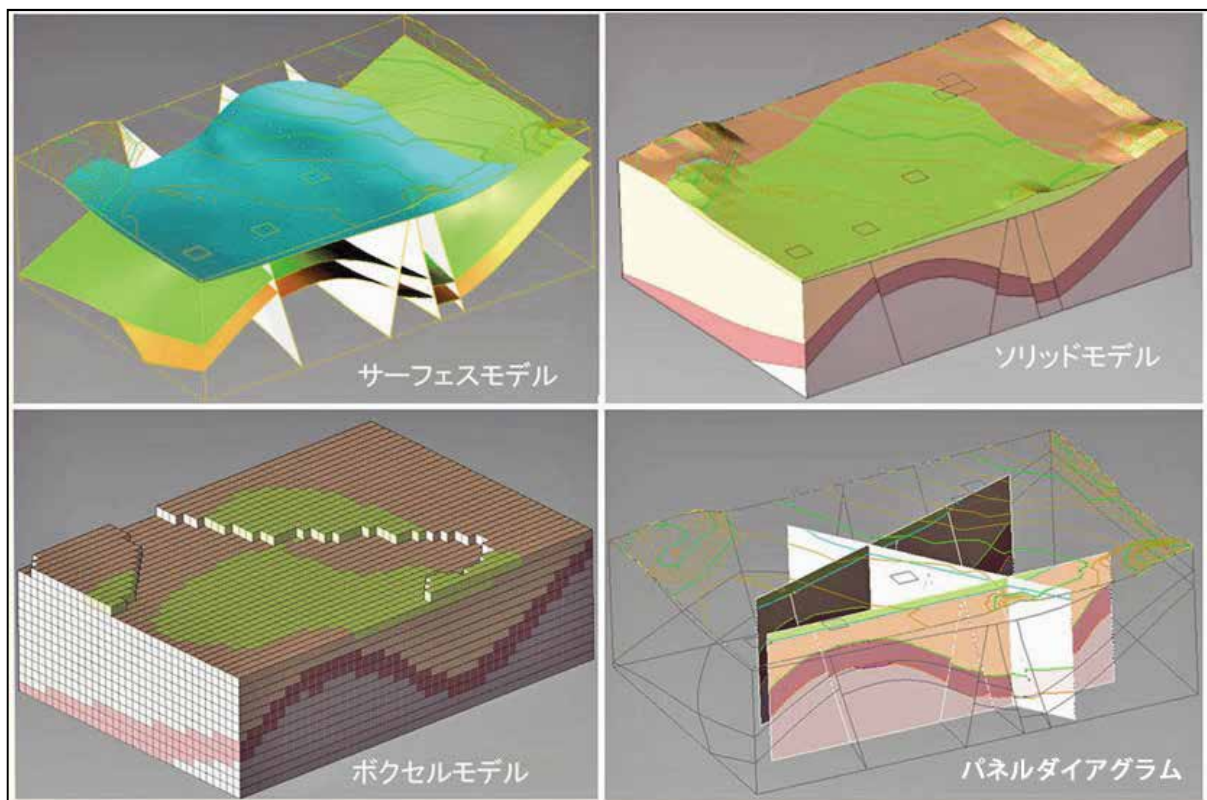 サーフェスモデル
ソリッドモデル
ボクセルモデル
パネルダイアグラム